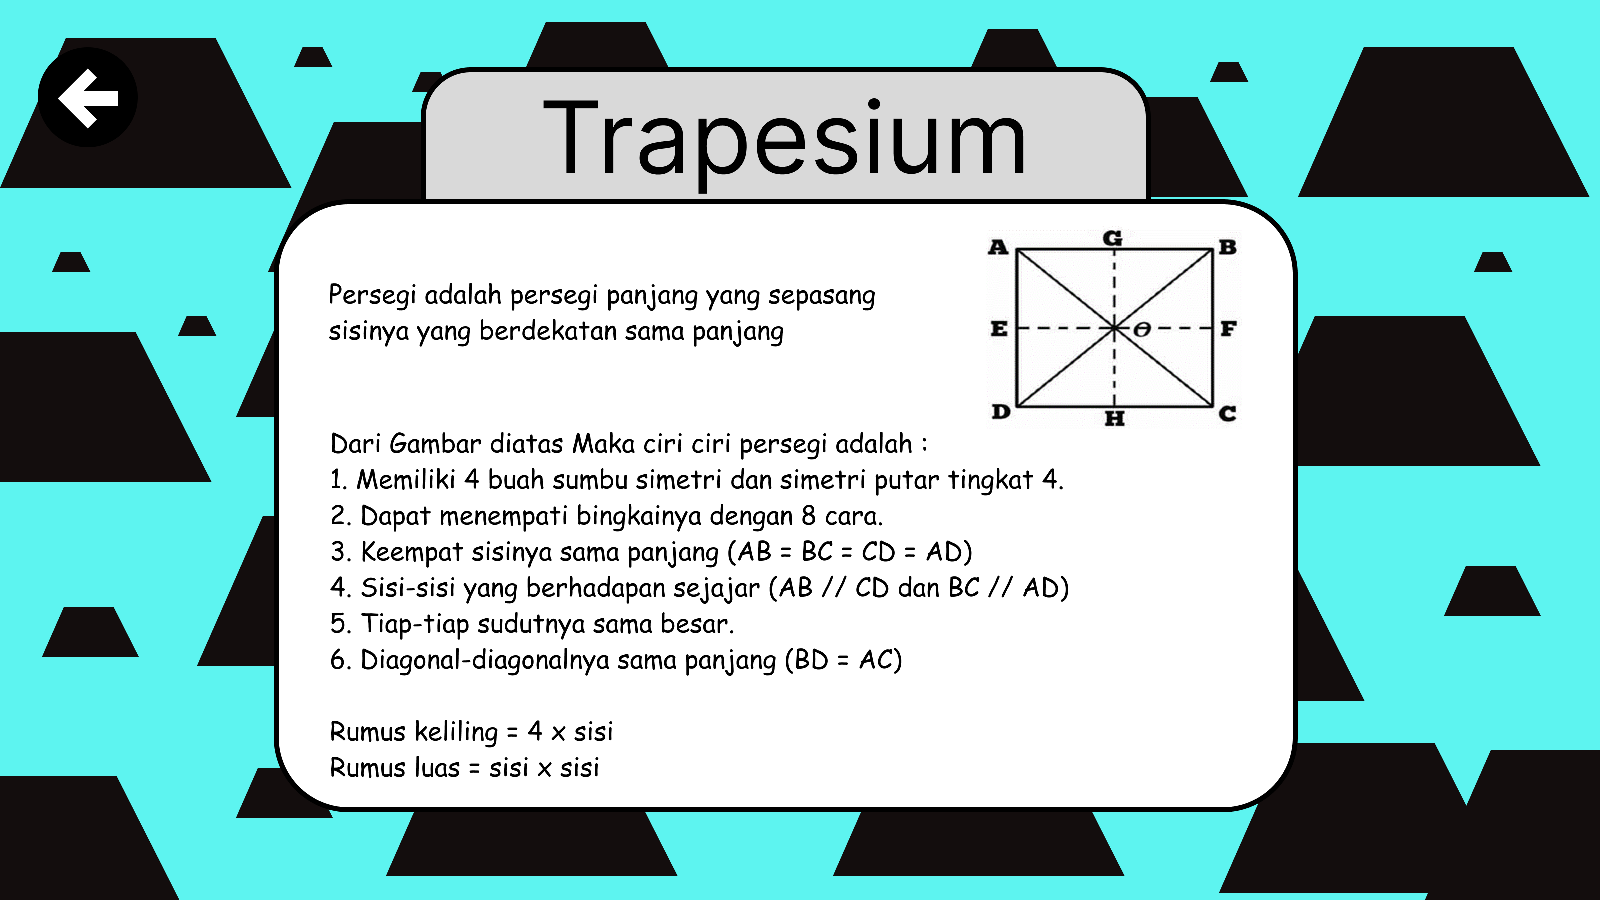 Trapesium
A G B
Persegi adalah persegi panjang yang sepasang
sisinya yang berdekatan sama panjang
E ϴ F
D H C
Dari Gambar diatas Maka ciri ciri persegi adalah :
1. Memiliki 4 buah sumbu simetri dan simetri putar tingkat 4.
2. Dapat menempati bingkainya dengan 8 cara.
3. Keempat sisinya sama panjang (AB = BC = CD = AD)
4. Sisi-sisi yang berhadapan sejajar (AB // CD dan BC // AD)
5. Tiap-tiap sudutnya sama besar.
6. Diagonal-diagonalnya sama panjang (BD = AC)
Rumus keliling = 4 x sisi
Rumus luas = sisi x sisi